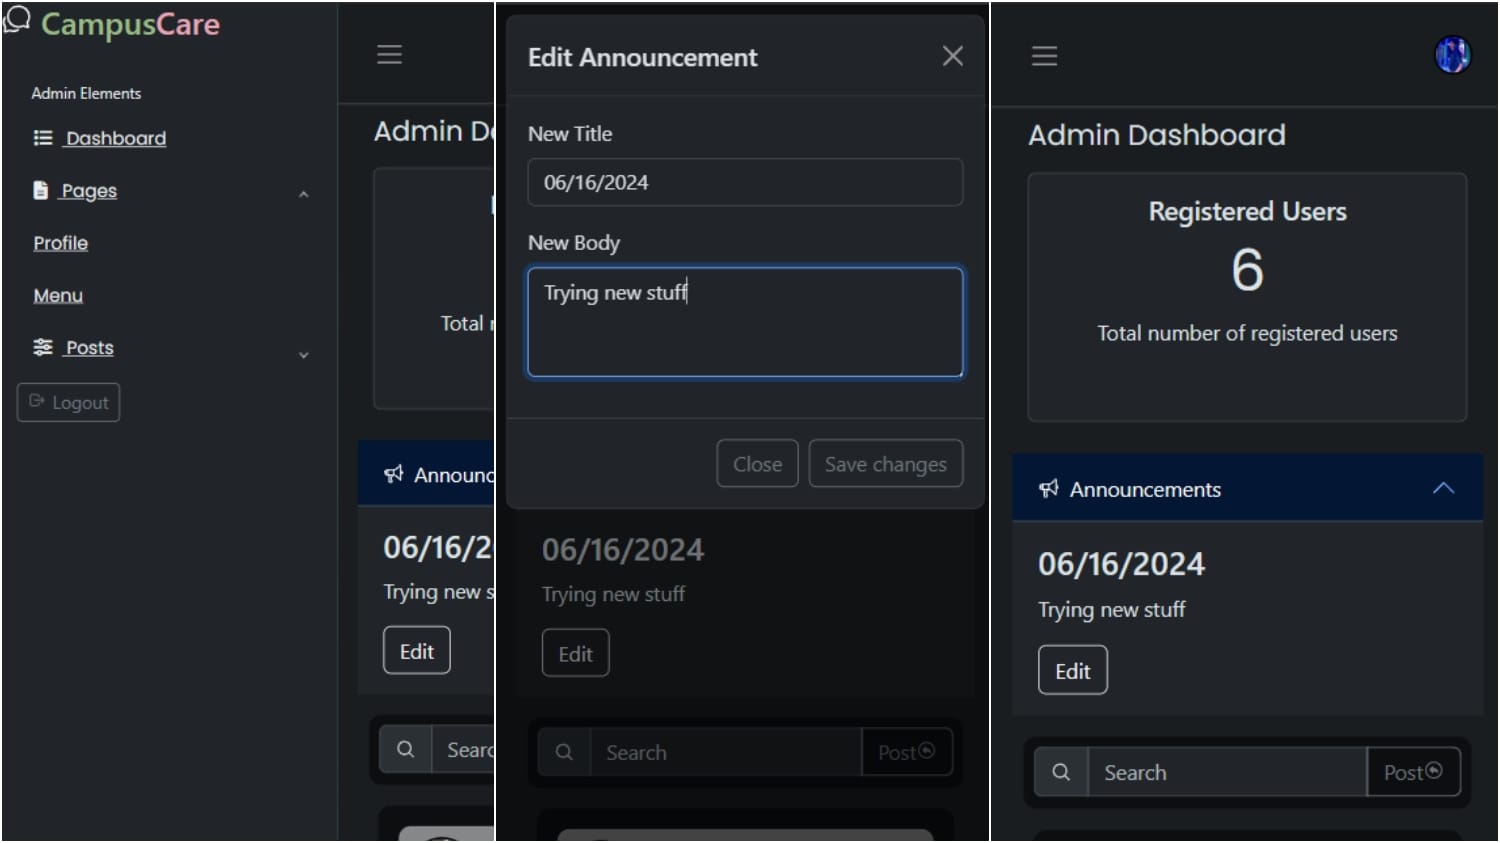 CampusCare
Admin Elements
Dashboard
Pages
Profile
Menu
Posts
Logout
Admin D
Total
Announc
06/16/2
Trying new s
Edit
Searc
Edit Announcement
New Title
06/16/2024
New Body
Trying new stuff
Close
Save changes
06/16/2024
Trying new stuff
Edit
Search
Post
Admin Dashboard
Registered Users
6
Total number of registered users
Announcements
06/16/2024
Trying new stuff
Edit
Search
Post